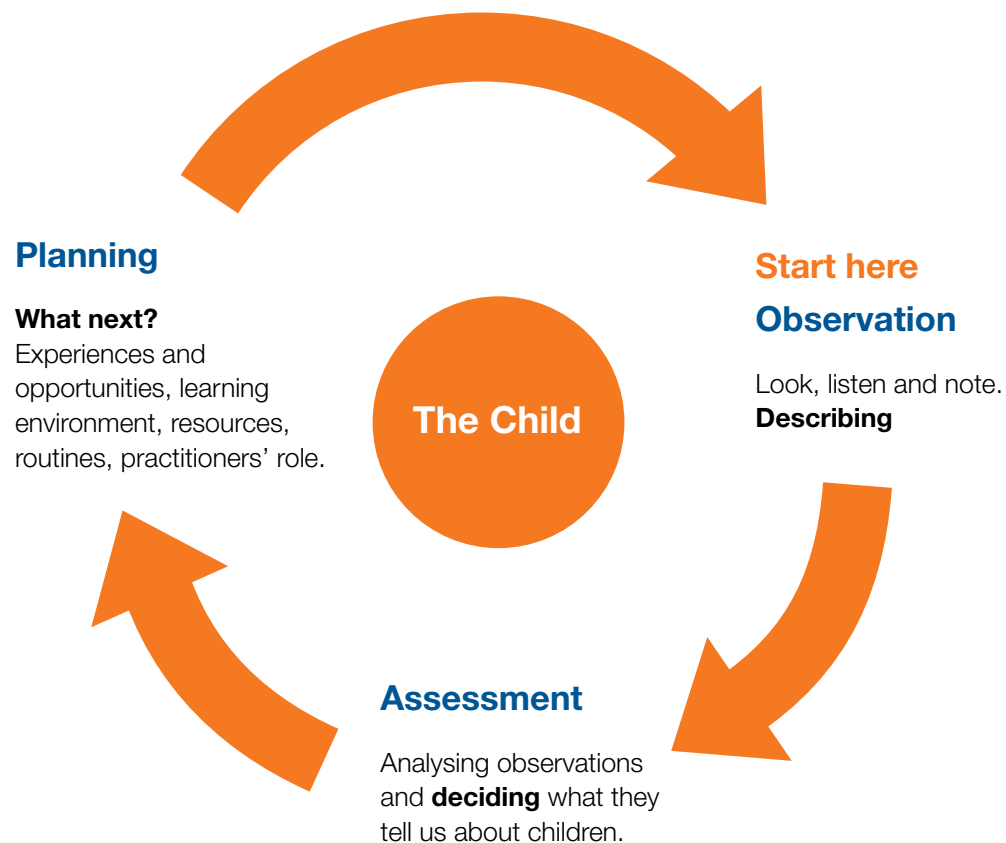 Start here
Observation
Look, listen and note.
Describing
Assessment
Analysing observations
and deciding what they
tell us about children.
Planning
What next?
Experiences and
opportunities, learning
environment, resources,
routines, practitioners’ role.
The Child